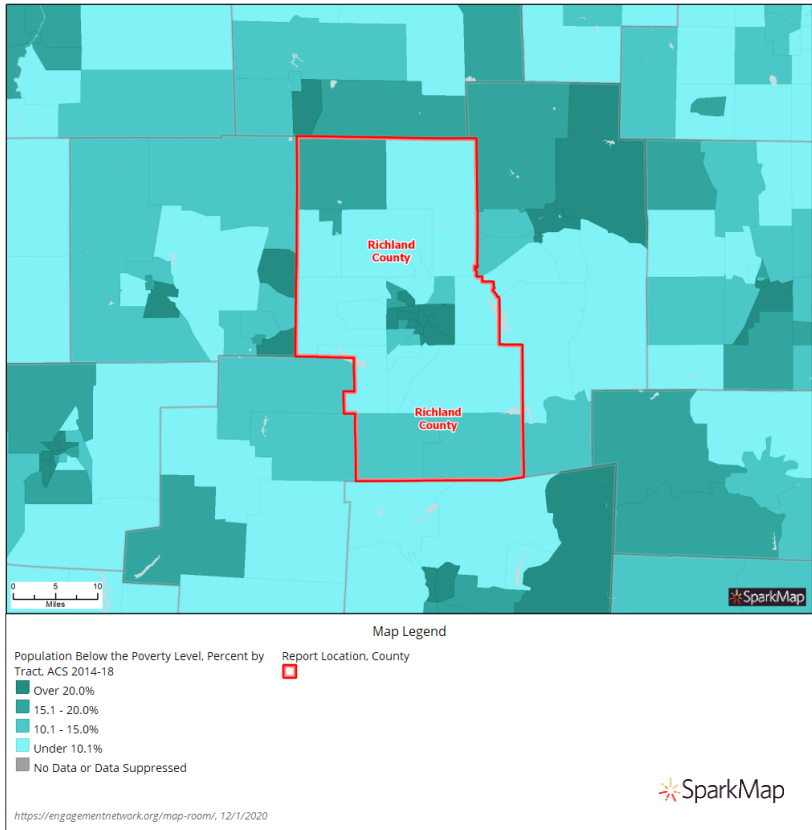 Richland
County
Richland
County
0 5 10
Miles
SparkMap
Map Legend
Population Below the Poverty Level, Percent by
Tract, ACS 2014-18
Over 20.0%
15.1 - 20.0%
10.1 - 15.0%
Under 10.1%
No Data or Data Suppressed
Report Location, County
SparkMap
https://engagementnetwork.org/map-room/, 12/1/2020